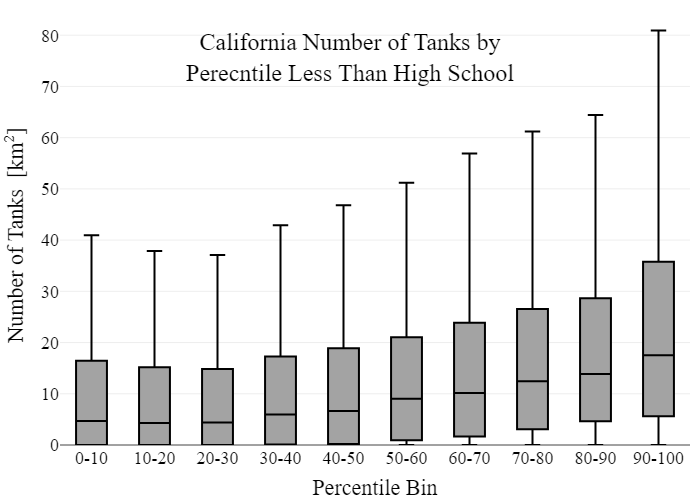 California Number of Tanks by
Perecntile Less Than High School
Number of Tanks [km²]
80
70
60
50
40
30
20
10
0
0-10 10-20 20-30 30-40 40-50 50-60 60-70 70-80 80-90 90-100
Percentile Bin